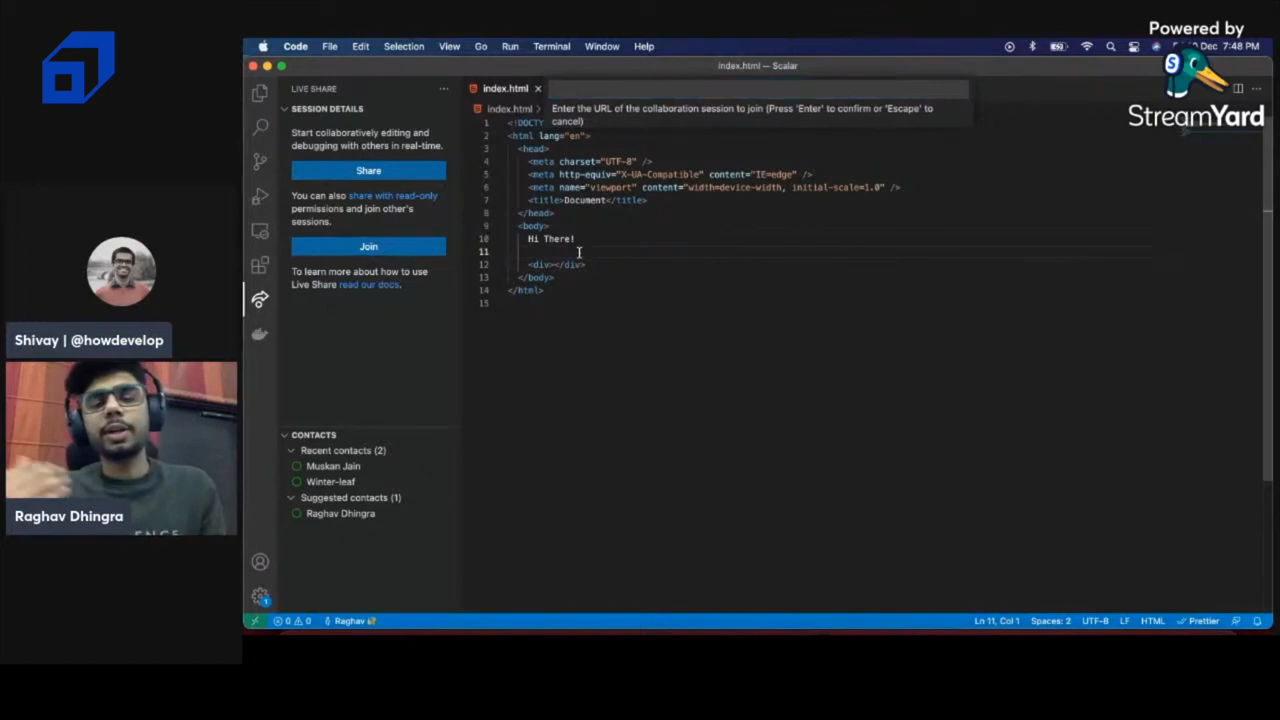 Powered by
StreamYard
S
Code File Edit Selection View Go Run Terminal Window Help
Dec 7:48 PM
index.html — Scalar
LIVE SHARE
SESSION DETAILS
Start collaboratively editing and
debugging with others in real-time.
Share
You can also share with read-only
permissions and join other's
sessions.
Join
To learn more about how to use
Live Share read our docs.
CONTACTS
Recent contacts (2)
Muskan Jain
Winter-leaf
Suggested contacts (1)
Raghav Dhingra
index.html
Enter the URL of the collaboration session to join (Press 'Enter' to confirm or 'Escape' to
cancel)
index.html >
1 <!DOCTY
2 <html lang="en">
3 <head>
4 <meta charset="UTF-8" />
5 <meta http-equiv="X-UA-Compatible" content="IE=edge" />
6 <meta name="viewport" content="width=device-width, initial-scale=1.0" />
7 <title>Document</title>
8 </head>
9 <body>
10 Hi There!
11
12 <div></div>
13 </body>
14 </html>
15
Shivay | @howdevelop
Raghav Dhingra
0 0 Raghav
Ln 11, Col 1 Spaces: 2 UTF-8 LF HTML Prettier
1